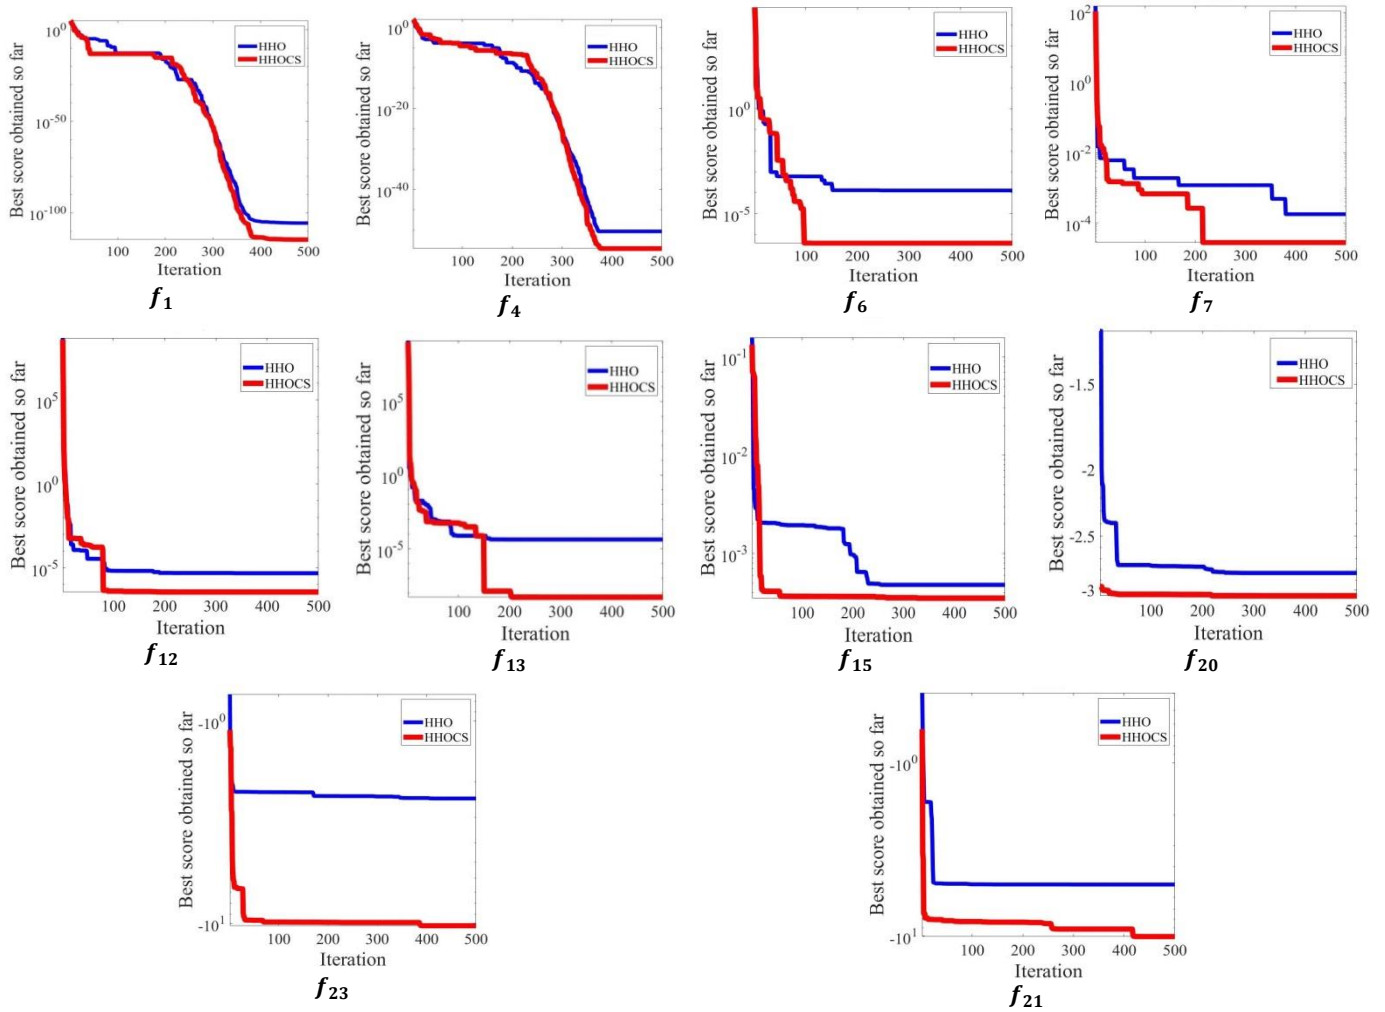 Best score obtained so far
10^0
10^-50
10^-100
HHO
HHOCS
100 200 300 400 500
Iteration
f_1
Best score obtained so far
10^0
10^-20
10^-40
HHO
HHOCS
100 200 300 400 500
Iteration
f_4
Best score obtained so far
10^0
10^-5
HHO
HHOCS
100 200 300 400 500
Iteration
f_6
Best score obtained so far
10^2
10^0
10^-2
10^-4
HHO
HHOCS
100 200 300 400 500
Iteration
f_7
Best score obtained so far
10^5
10^0
10^-5
HHO
HHOCS
100 200 300 400 500
Iteration
f_12
Best score obtained so far
10^0
10^-5
HHO
HHOCS
100 200 300 400 500
Iteration
f_13
Best score obtained so far
10^-1
10^-2
10^-3
HHO
HHOCS
100 200 300 400 500
Iteration
f_15
Best score obtained so far
-1.5
-2
-2.5
-3
HHO
HHOCS
100 200 300 400 500
Iteration
f_20
Best score obtained so far
-10^0
-10^1
HHO
HHOCS
100 200 300 400 500
Iteration
f_23
Best score obtained so far
-10^0
-10^1
HHO
HHOCS
100 200 300 400 500
Iteration
f_21